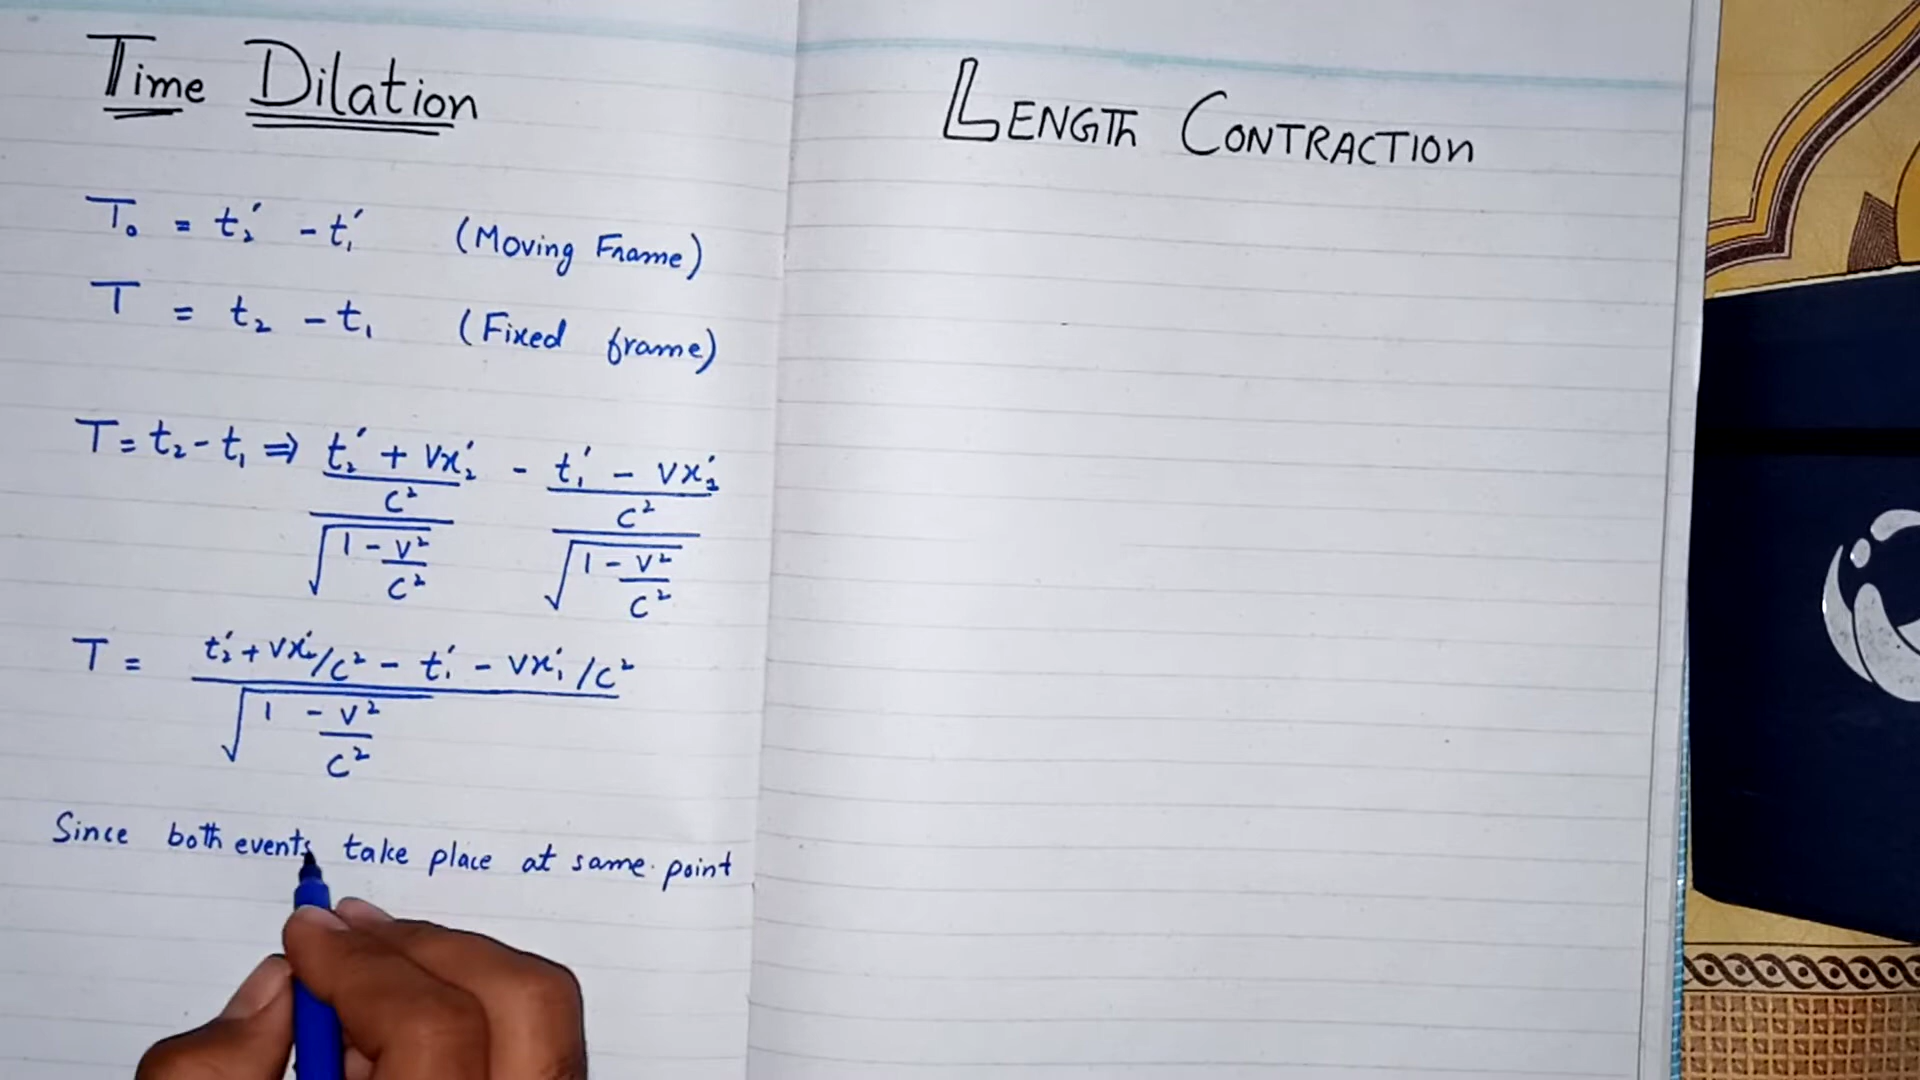 Time Dilation
T₀ = t₂′ - t₁′ (Moving Frame)
T = t₂ - t₁ (Fixed frame)
T = t₂ - t₁ ⇒ t₂′ + vx₂′ - t₁′ - vx₁′
c² c²
√1 - v²/c² √1 - v²/c²
T = t₂′ + vx₂′/c² - t₁′ - vx₁′/c²
√1 - v²/c²
Since both events take place at same point
LENGTH CONTRACTION